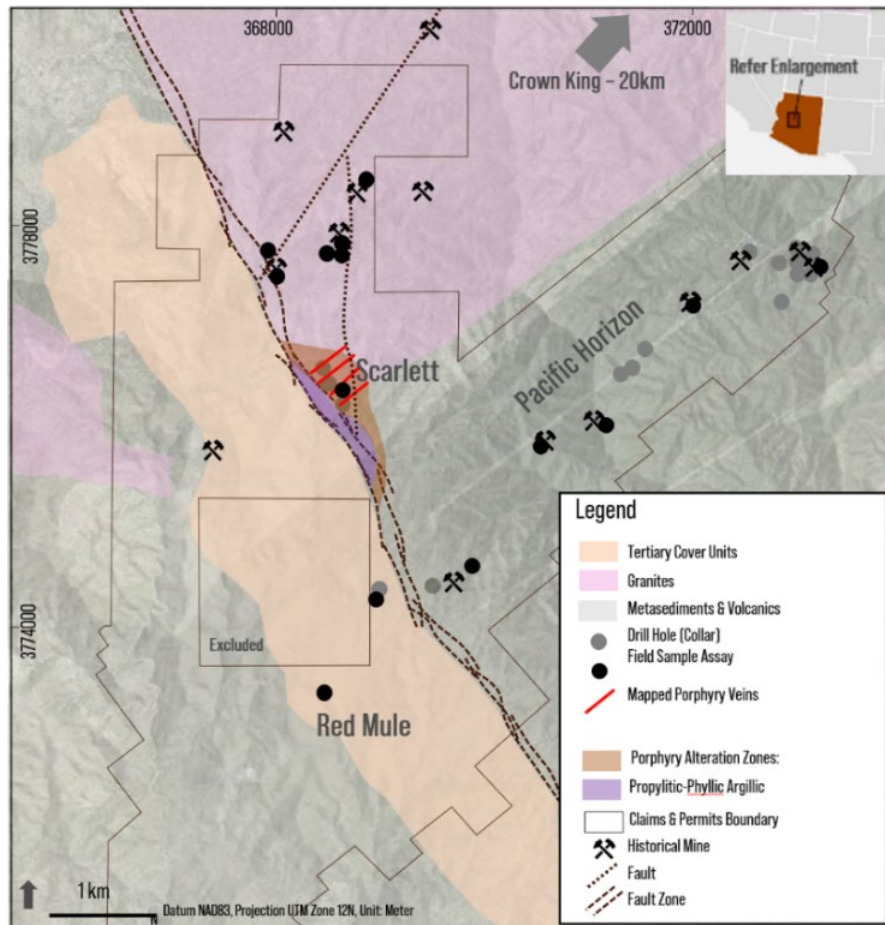 368000
372000
Refer Enlargement
Crown King – 20km
3778000
Pacific Horizon
Scarlett
Legend
Tertiary Cover Units
Granites
Metasediments & Volcanics
Drill Hole (Collar)
Field Sample Assay
Mapped Porphyry Veins
Porphyry Alteration Zones:
Propylitic-Phyllic Argillic
Claims & Permits Boundary
Historical Mine
Fault
Fault Zone
3774000
Excluded
Red Mule
1 km
N
Datum NAD83, Projection UTM Zone 12N, Unit: Meter